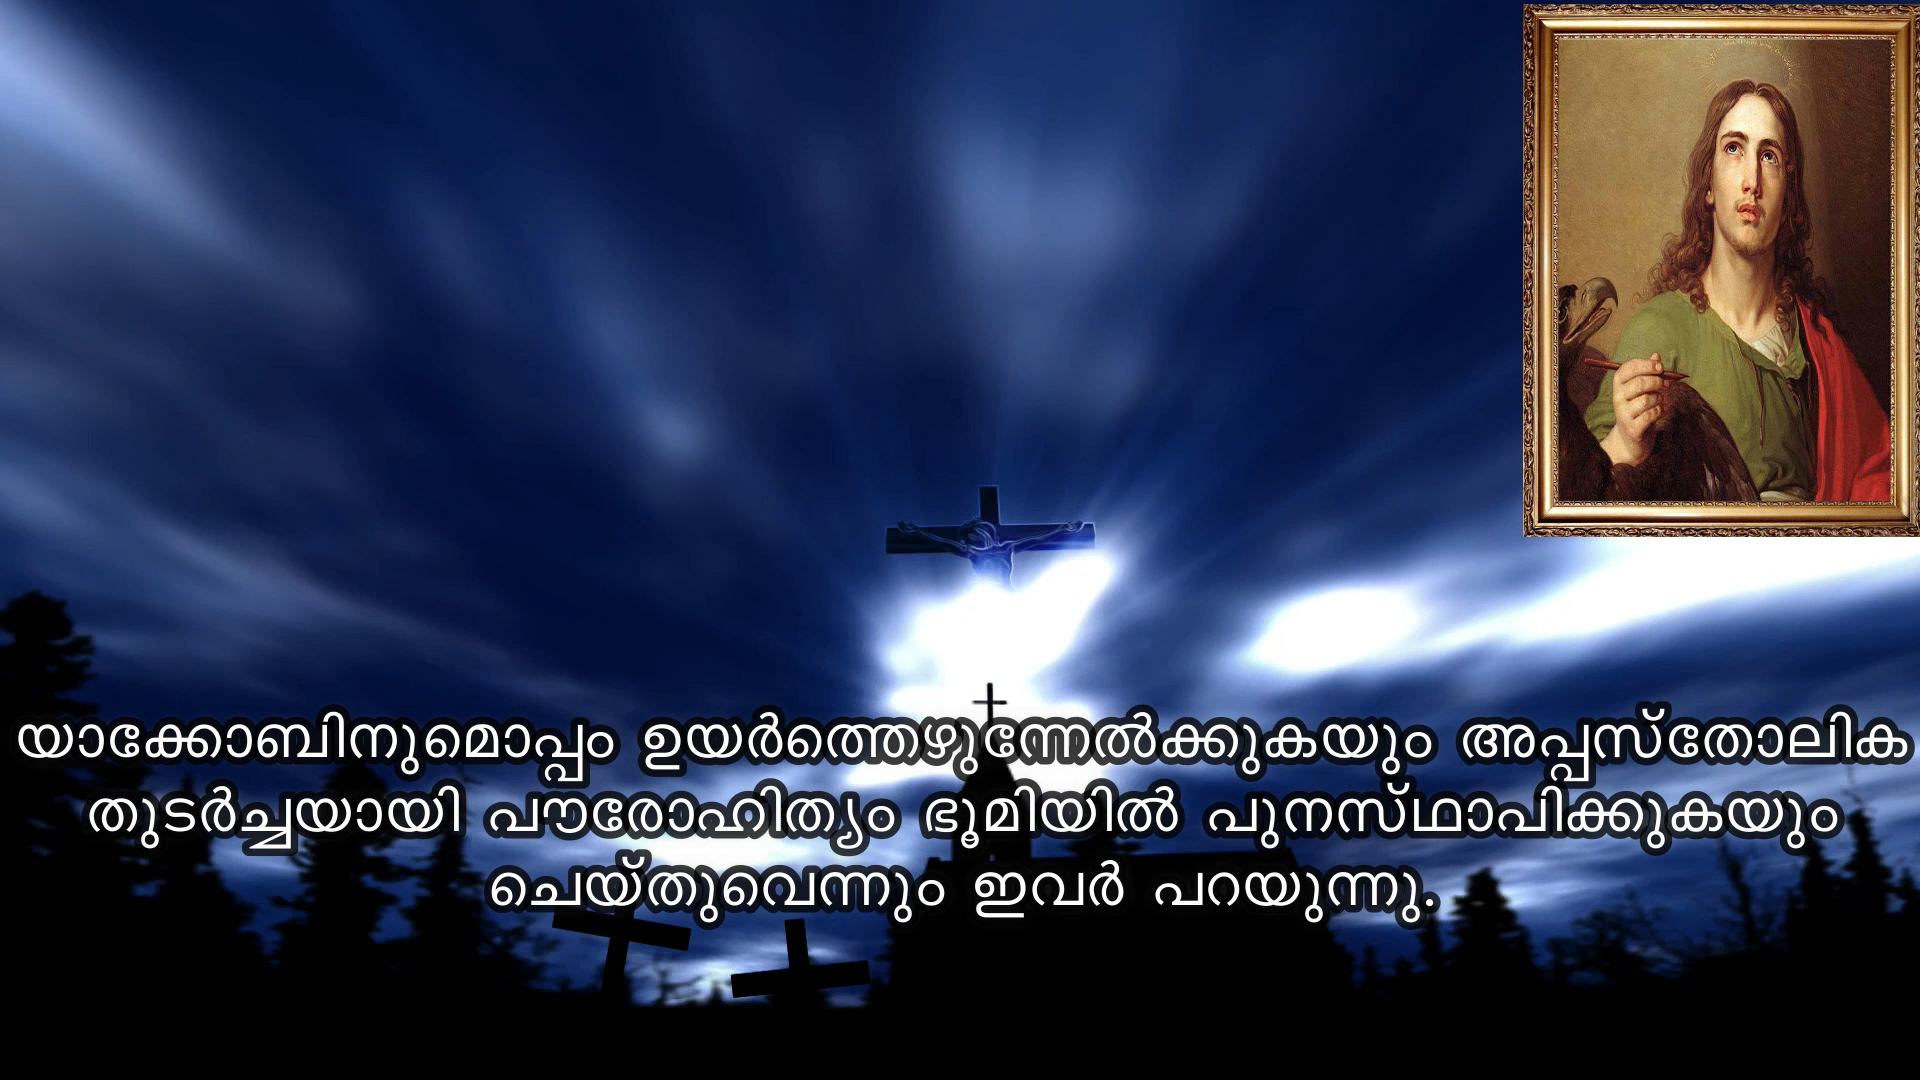 യാക്കോബിനുമൊപ്പം ഉയർത്തെഴുന്നേൽക്കുകയും അപ്പസ്തോലിക
തുടർച്ചയായി പൗരോഹിത്യം ഭൂമിയിൽ പുനസ്ഥാപിക്കുകയും
ചെയ്തുവെന്നും ഇവർ പറയുന്നു.